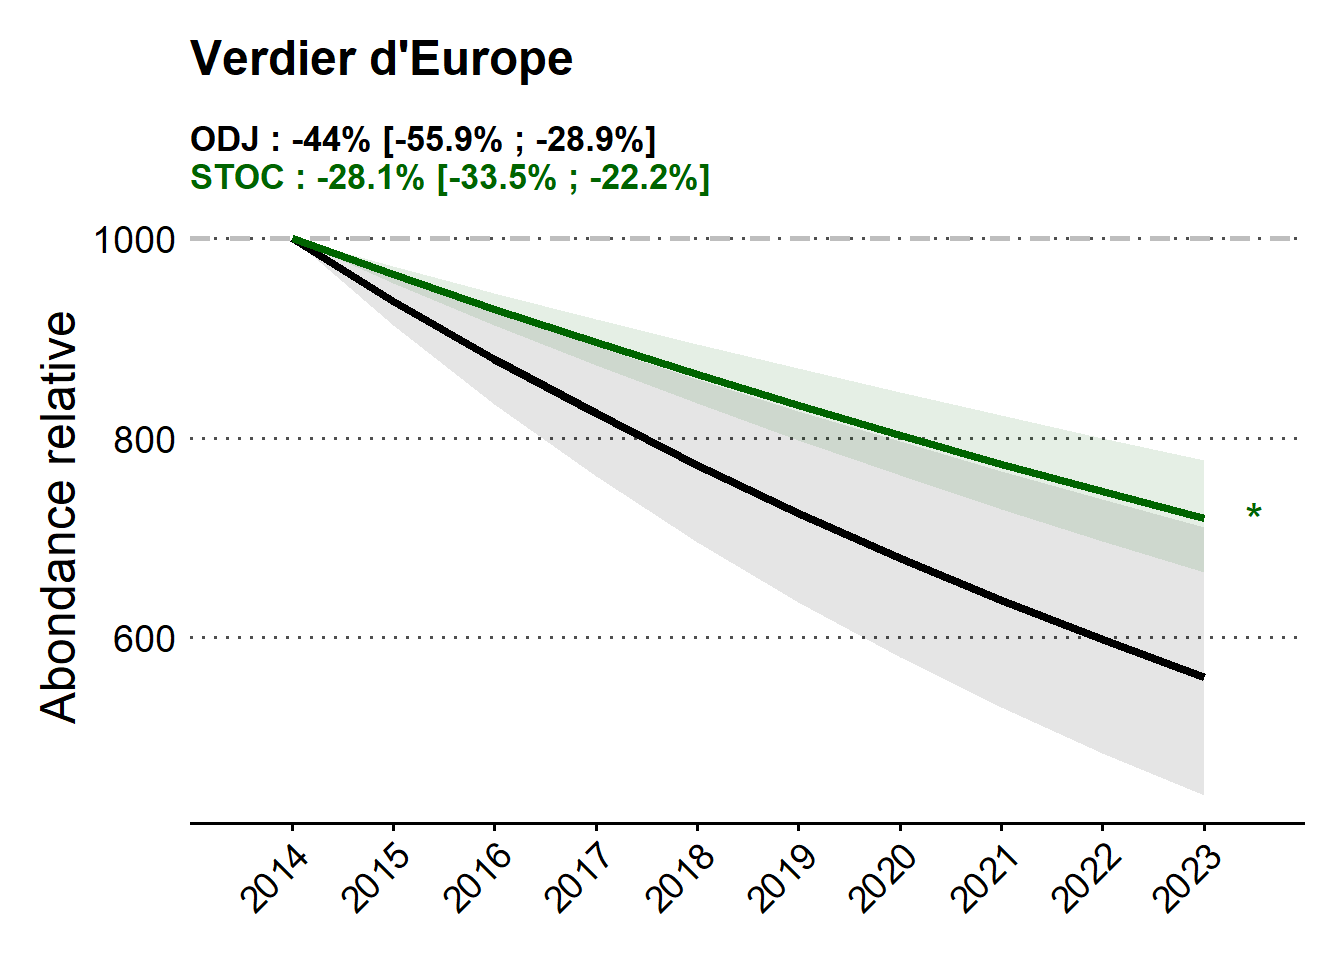 Verdier d'Europe
ODJ : -44% [-55.9% ; -28.9%]
STOC : -28.1% [-33.5% ; -22.2%]
Abondance relative
1000
800
600
*
2014 2015 2016 2017 2018 2019 2020 2021 2022 2023